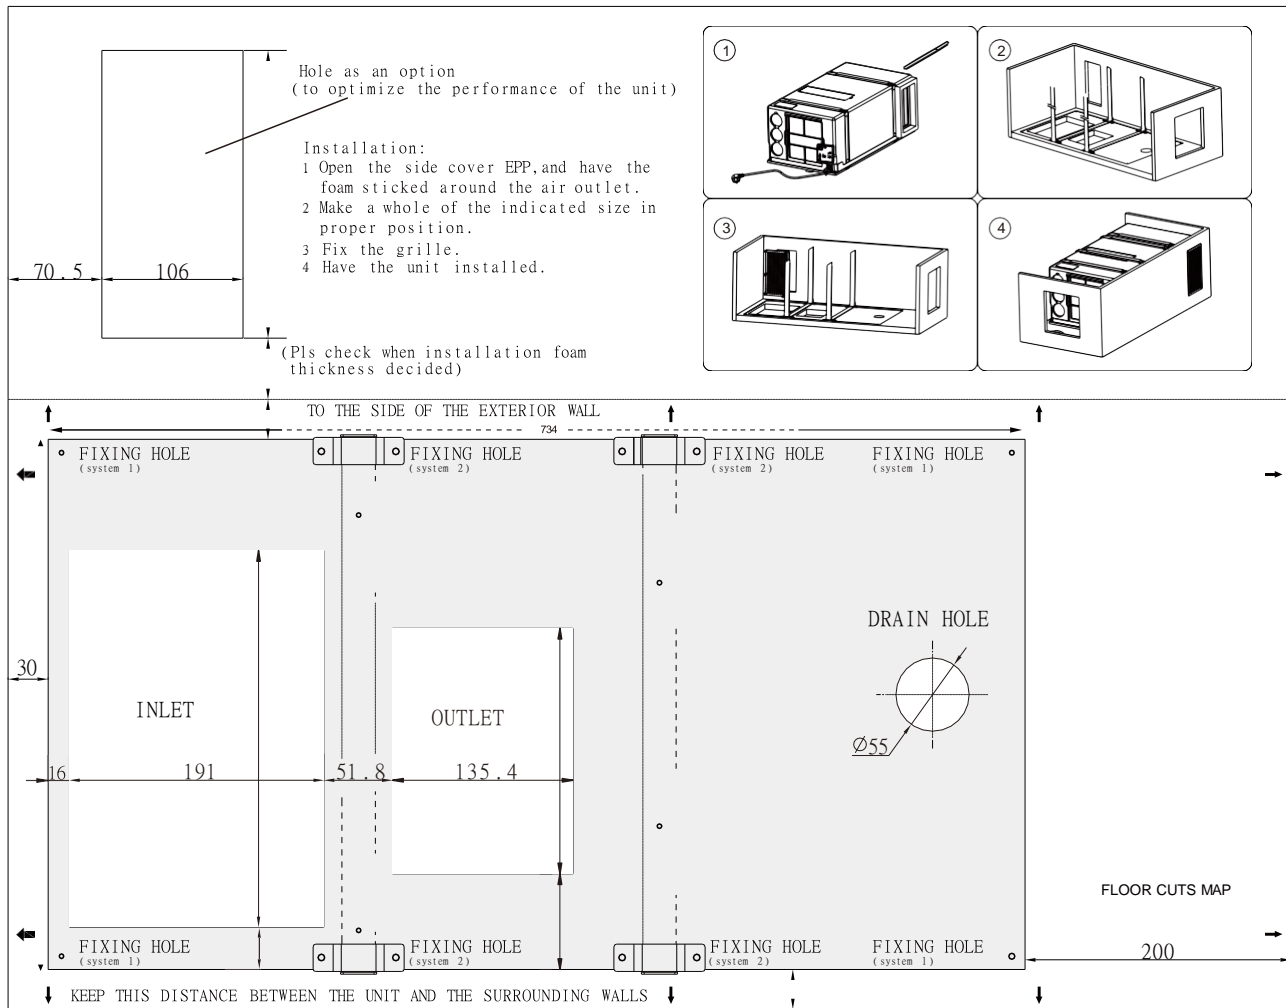 Hole as an option
(to optimize the performance of the unit)
Installation:
1 Open the side cover EPP,and have the
foam sticked around the air outlet.
2 Make a whole of the indicated size in
proper position.
3 Fix the grille.
4 Have the unit installed.
70.5
106
(Pls check when installation foam
thickness decided)
1
2
3
4
TO THE SIDE OF THE EXTERIOR WALL
734
FIXING HOLE
(system 1)
FIXING HOLE
(system 2)
FIXING HOLE
(system 2)
FIXING HOLE
(system 1)
DRAIN HOLE
30
INLET
OUTLET
Ø55
16
191
51.8
135.4
FLOOR CUTS MAP
FIXING HOLE
(system 1)
FIXING HOLE
(system 2)
FIXING HOLE
(system 2)
FIXING HOLE
(system 1)
200
KEEP THIS DISTANCE BETWEEN THE UNIT AND THE SURROUNDING WALLS